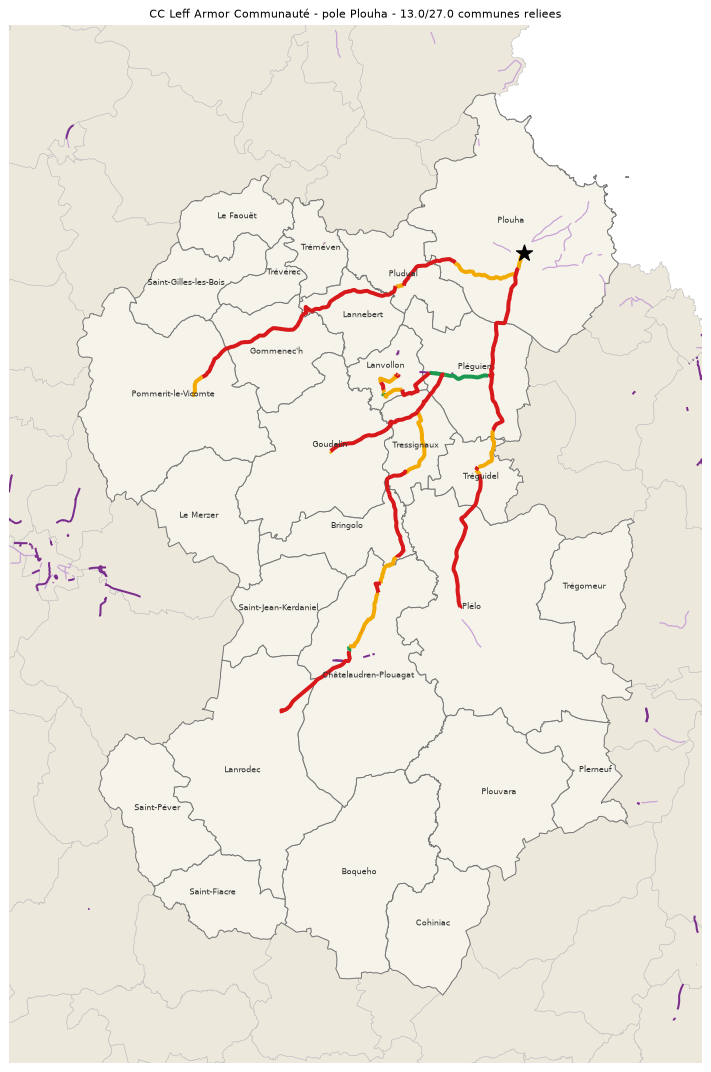 CC Leff Armor Communauté - pole Plouha - 13.0/27.0 communes reliees
Le Faouët
Plouha
Tréméven
Trévérec
Pludual
Saint-Gilles-les-Bois
Lannebert
Gommenec'h
Lanvollon
Pléguien
Pommerit-le-Vicomte
Goudelin
Tressignaux
Tréguidel
Le Merzer
Bringolo
Trégomeur
Saint-Jean-Kerdaniel
Plélo
Châtelaudren-Plouagat
Lanrodec
Plerneuf
Plouvara
Saint-Péver
Boqueho
Saint-Fiacre
Cohiniac